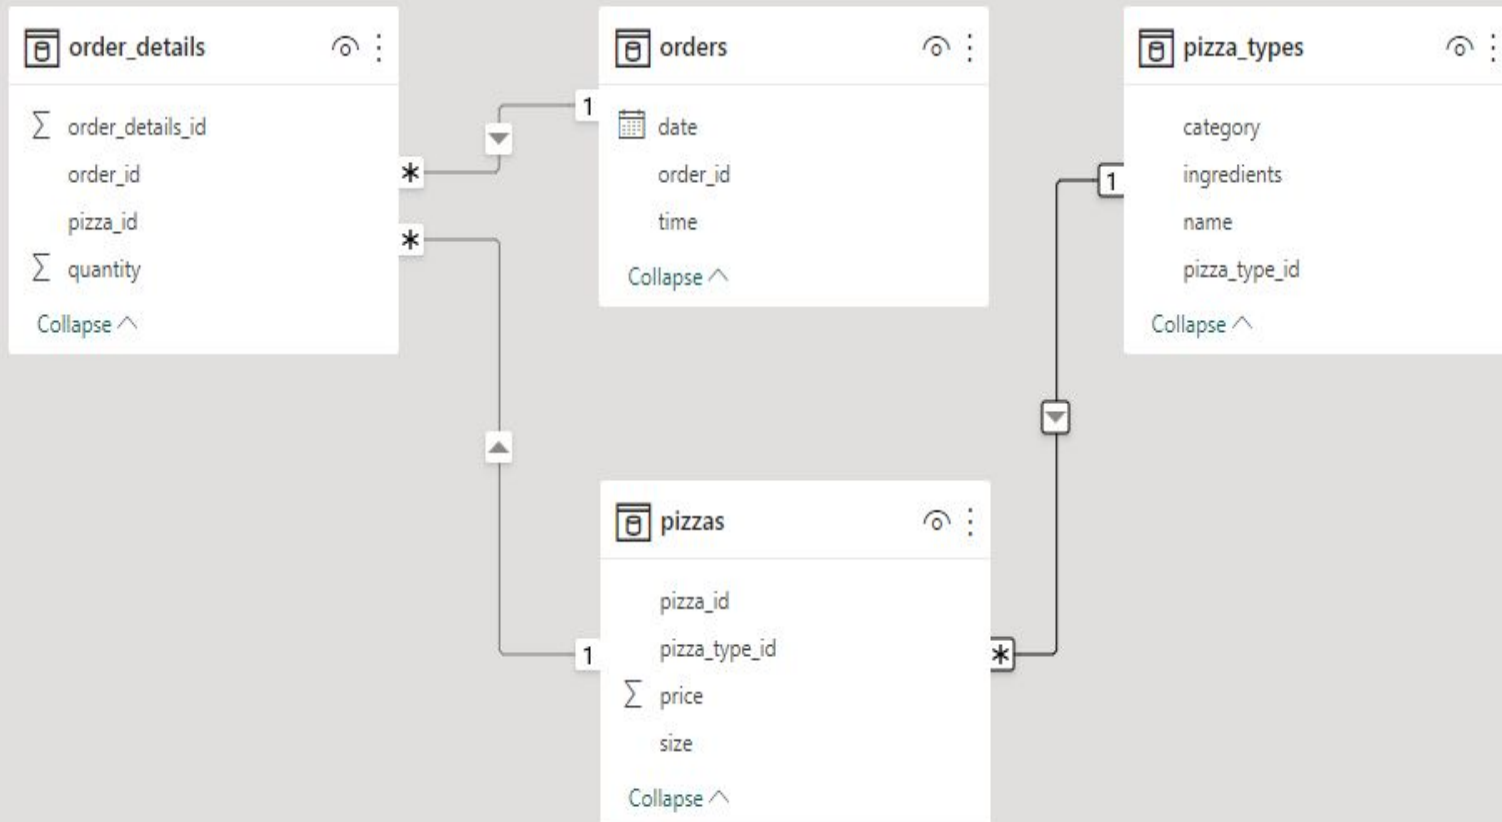 order_details
Σ order_details_id
order_id
pizza_id
Σ quantity
Collapse
orders
date
order_id
time
Collapse
pizza_types
category
ingredients
name
pizza_type_id
Collapse
pizzas
pizza_id
pizza_type_id
Σ price
size
Collapse
1
*
*
1
1
*